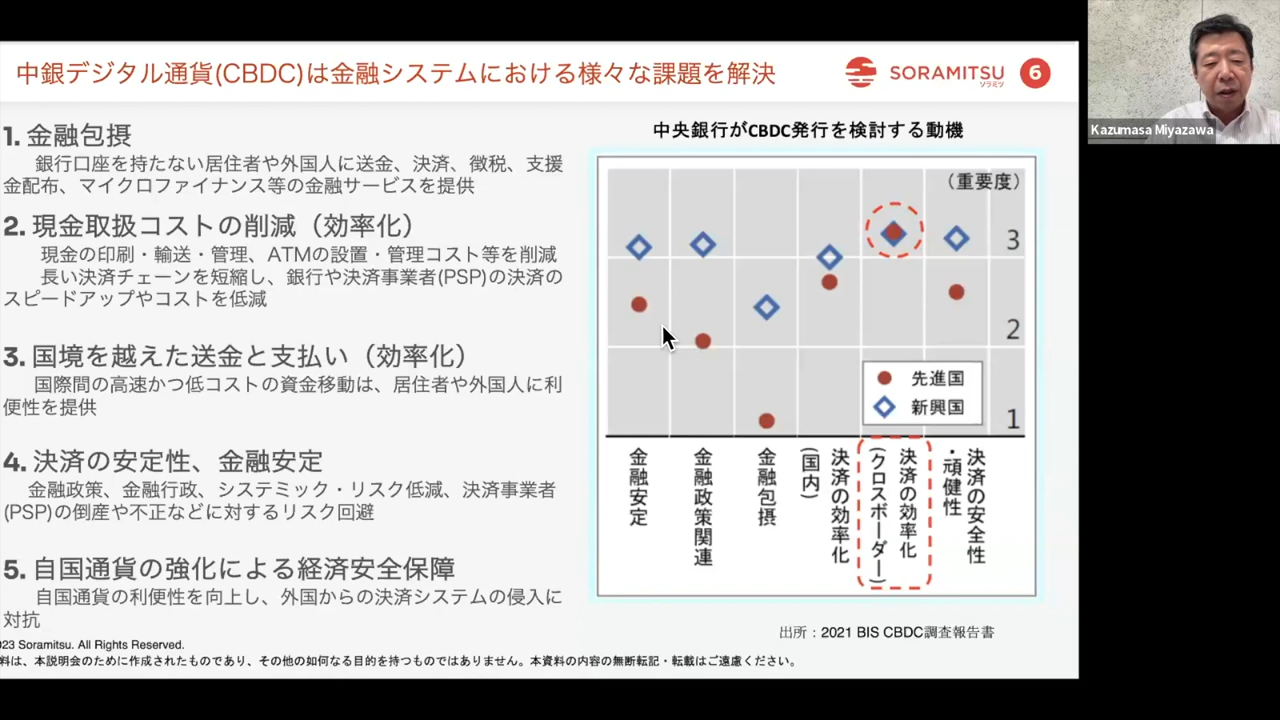 中銀デジタル通貨(CBDC)は金融システムにおける様々な課題を解決
SORAMITSU
ソラミツ
6
Kazumasa Miyazawa
1. 金融包摂
銀行口座を持たない居住者や外国人に送金、決済、徴税、支援
金配布、マイクロファイナンス等の金融サービスを提供
2. 現金取扱コストの削減（効率化）
現金の印刷・輸送・管理、ATMの設置・管理コスト等を削減
長い決済チェーンを短縮し、銀行や決済事業者(PSP)の決済の
スピードアップやコストを低減
3. 国境を越えた送金と支払い（効率化）
国際間の高速かつ低コストの資金移動は、居住者や外国人に利
便性を提供
4. 決済の安定性、金融安定
金融政策、金融行政、システミック・リスク低減、決済事業者
(PSP)の倒産や不正などに対するリスク回避
5. 自国通貨の強化による経済安全保障
自国通貨の利便性を向上し、外国からの決済システムの侵入に
対抗
中央銀行がCBDC発行を検討する動機
（重要度）
3
2
1
先進国
新興国
金融安定
金融政策関連
金融包摂
決済の効率化
（国内）
決済の効率化
（クロスボーダー）
決済の安全性
・頑健性
出所：2021 BIS CBDC調査報告書
23 Soramitsu. All Rights Reserved.
料は、本説明会のために作成されたものであり、その他の如何なる目的を持つものではありません。本資料の内容の無断転記・転載はご遠慮ください。